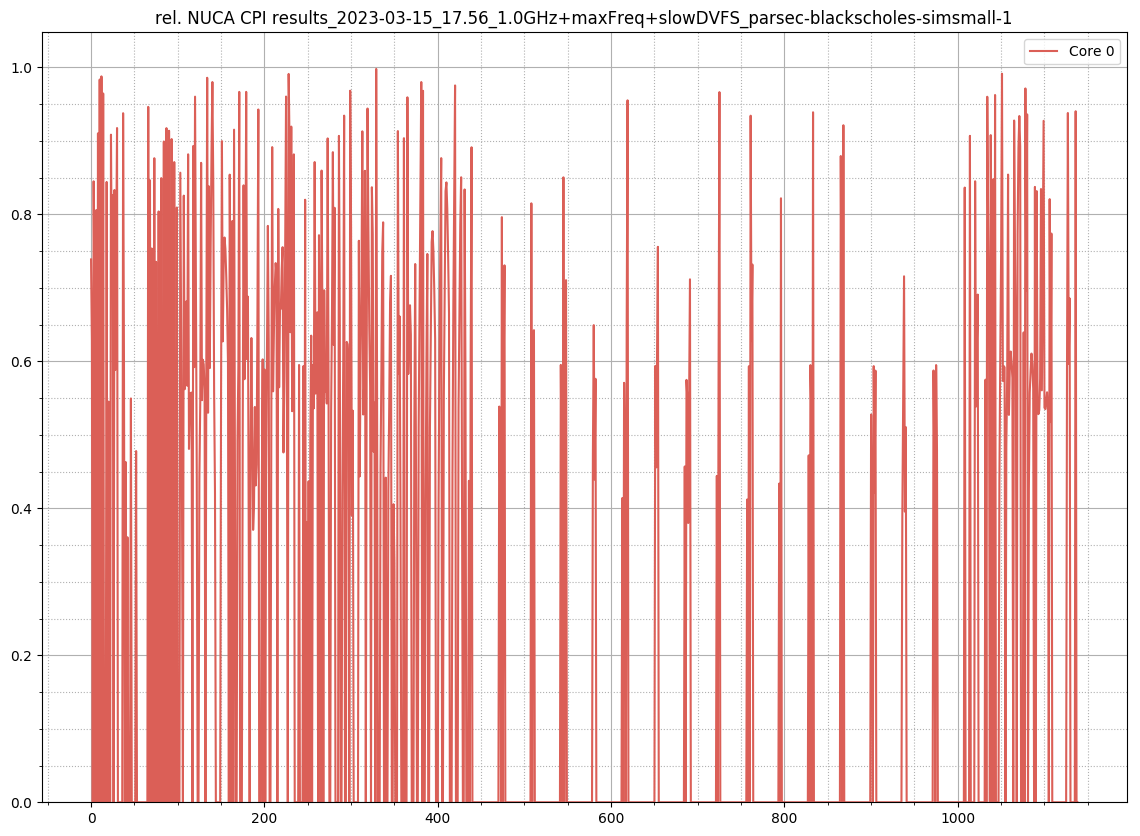 rel. NUCA CPI results_2023-03-15_17.56_1.0GHz+maxFreq+slowDVFS_parsec-blackscholes-simsmall-1
Core 0
1.0
0.8
0.6
0.4
0.2
0.0
0 200 400 600 800 1000